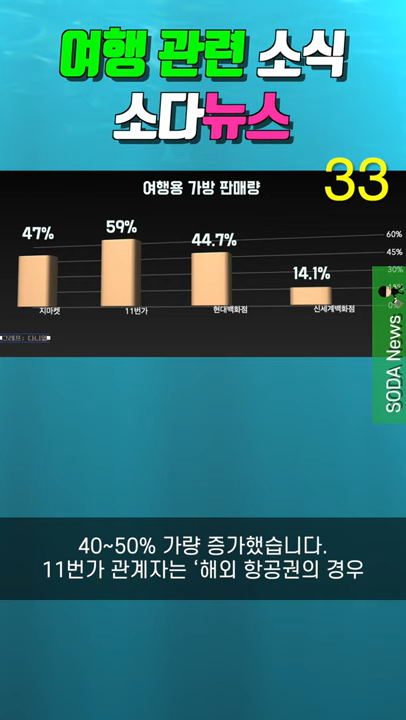 여행 관련 소식
소다뉴스
33
여행용 가방 판매량
47%
59%
44.7%
14.1%
60%
45%
30%
지마켓
11번가
현대백화점
신세계백화점
SODA News
40~50% 가량 증가했습니다.
11번가 관계자는 ‘해외 항공권의 경우